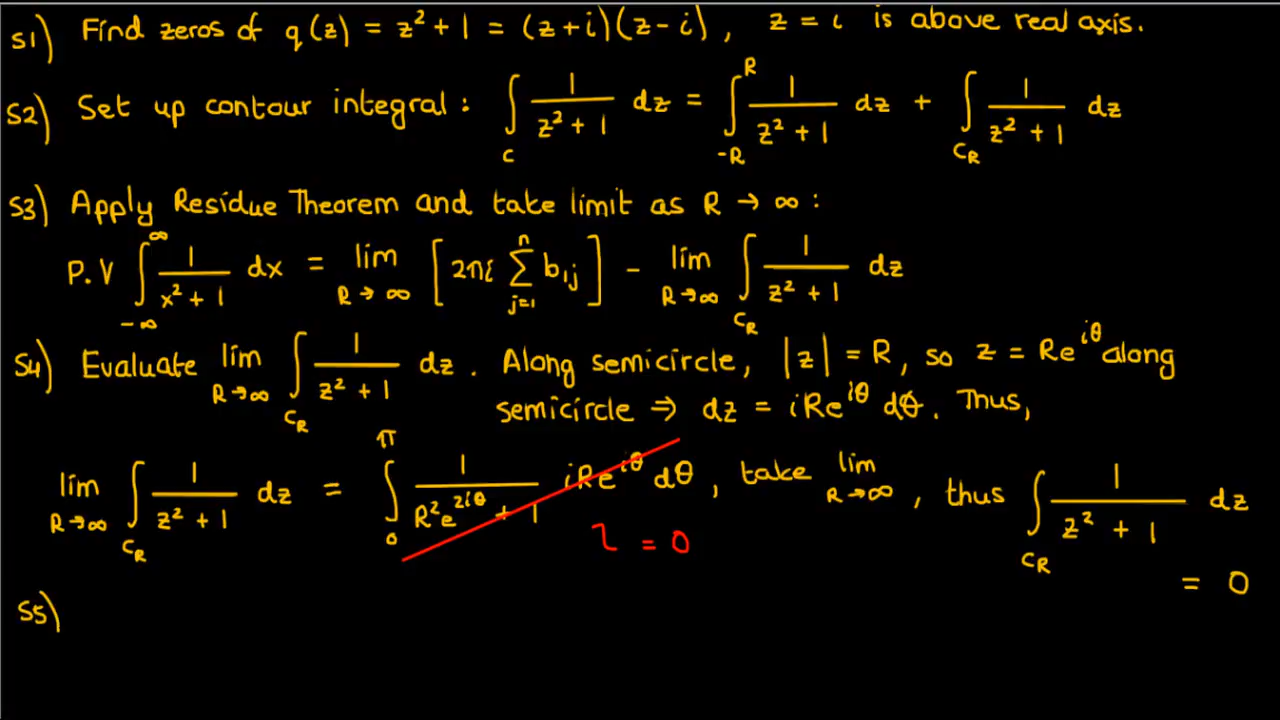 S1) Find zeros of q(z) = z² + 1 = (z+i)(z-i), z = i is above real axis.
S2) Set up contour integral: ∫_C 1/(z² + 1) dz = ∫_{-R}^{R} 1/(z² + 1) dz + ∫_{C_R} 1/(z² + 1) dz
S3) Apply Residue Theorem and take limit as R → ∞ :
P.V ∫_{-∞}^{∞} 1/(x² + 1) dx = lim_{R → ∞} [2πi ∑_{j=1}^{n} b_{1j}] - lim_{R→∞} ∫_{C_R} 1/(z² + 1) dz
S4) Evaluate lim_{R→∞} ∫_{C_R} 1/(z² + 1) dz . Along semicircle, |z| = R, so z = Re^{iθ} along
semicircle ⇒ dz = iRe^{iθ} dθ. Thus,
lim_{R→∞} ∫_{C_R} 1/(z² + 1) dz = ∫_0^π 1/(R²e^{2iθ} + 1) iRe^{iθ} dθ, take lim_{R→∞}, thus ∫_{C_R} 1/(z² + 1) dz
= 0
= 0
S5)